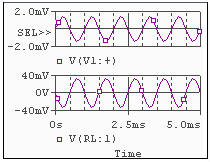 2.0mV
SEL>>
-2.0mV
V(V1:+)
40mV
0V
-40mV
0s 2.5ms 5.0ms
V(RL:1)
Time